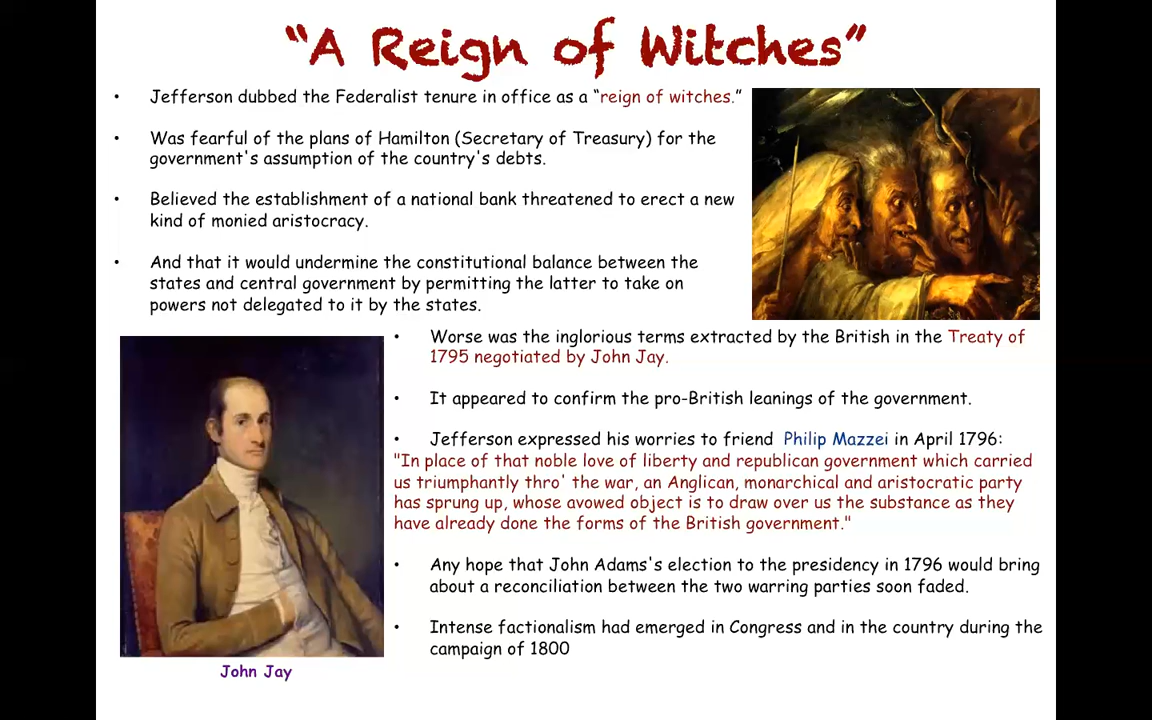 “A Reign of Witches”
• Jefferson dubbed the Federalist tenure in office as a “reign of witches.”
• Was fearful of the plans of Hamilton (Secretary of Treasury) for the
government's assumption of the country's debts.
• Believed the establishment of a national bank threatened to erect a new
kind of monied aristocracy.
• And that it would undermine the constitutional balance between the
states and central government by permitting the latter to take on
powers not delegated to it by the states.
• Worse was the inglorious terms extracted by the British in the Treaty of
1795 negotiated by John Jay.
• It appeared to confirm the pro-British leanings of the government.
• Jefferson expressed his worries to friend Philip Mazzei in April 1796:
"In place of that noble love of liberty and republican government which carried
us triumphantly thro' the war, an Anglican, monarchical and aristocratic party
has sprung up, whose avowed object is to draw over us the substance as they
have already done the forms of the British government."
• Any hope that John Adams's election to the presidency in 1796 would bring
about a reconciliation between the two warring parties soon faded.
• Intense factionalism had emerged in Congress and in the country during the
campaign of 1800
John Jay